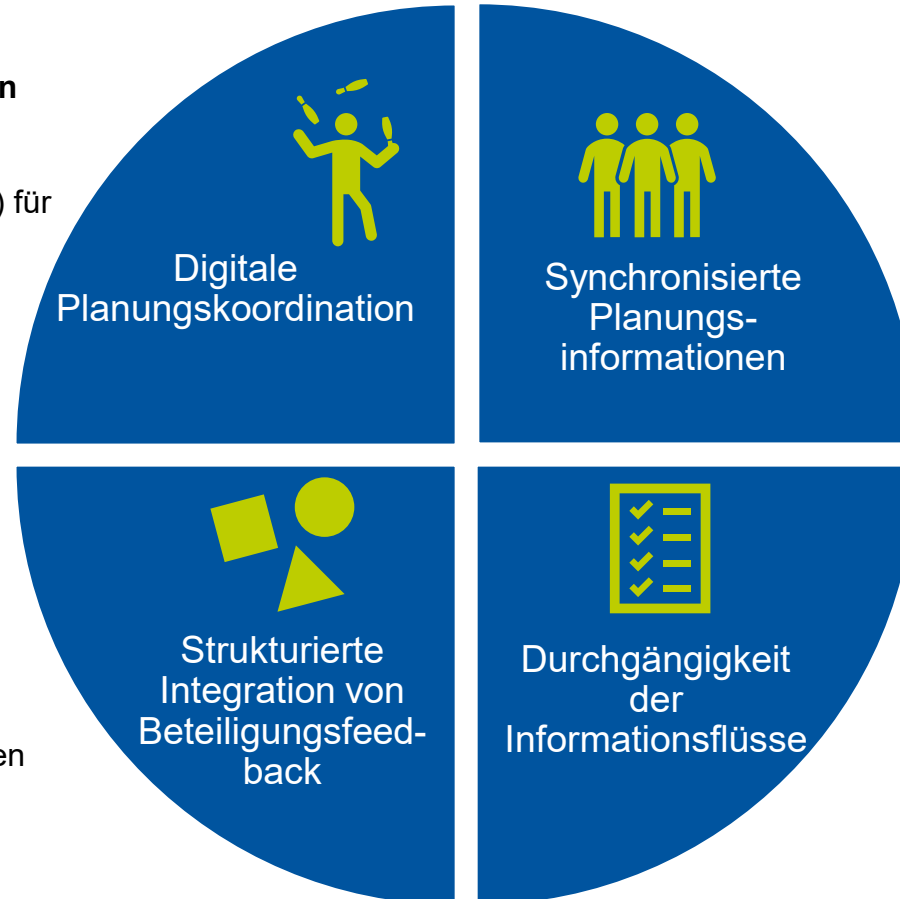 n
) für
Digitale
Planungskoordination
Synchronisierte
Planungs-
informationen
Strukturierte
Integration von
Beteiligungsfeed-
back
en
Durchgängigkeit
der
Informationsflüsse